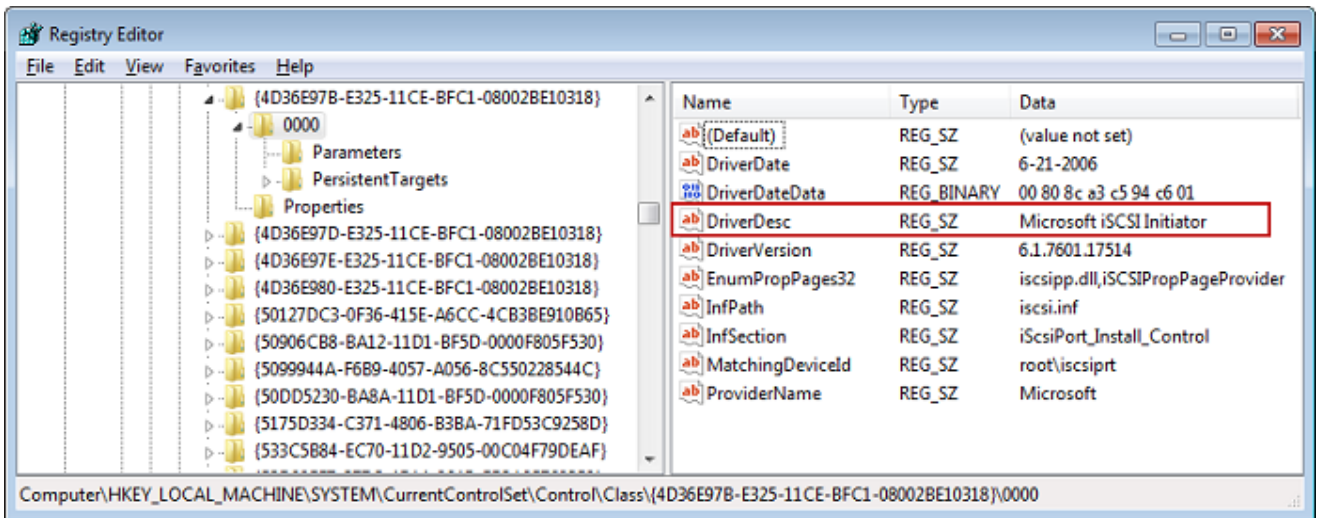 Registry Editor
File Edit View Favorites Help
{4D36E97B-E325-11CE-BFC1-08002BE10318}
0000
Parameters
PersistentTargets
Properties
{4D36E97D-E325-11CE-BFC1-08002BE10318}
{4D36E97E-E325-11CE-BFC1-08002BE10318}
{4D36E980-E325-11CE-BFC1-08002BE10318}
{50127DC3-0F36-415E-A6CC-4CB3BE910B65}
{50906CB8-BA12-11D1-BF5D-0000F805F530}
{5099944A-F6B9-4057-A056-8C550228544C}
{50DD5230-BA8A-11D1-BF5D-0000F805F530}
{5175D334-C371-4806-B3BA-71FD53C9258D}
{533C5B84-EC70-11D2-9505-00C04F79DEAF}
Name Type Data
(Default) REG_SZ (value not set)
DriverDate REG_SZ 6-21-2006
DriverDateData REG_BINARY 00 80 8c a3 c5 94 c6 01
DriverDesc REG_SZ Microsoft iSCSI Initiator
DriverVersion REG_SZ 6.1.7601.17514
EnumPropPages32 REG_SZ iscsipp.dll,iSCSIPropPageProvider
InfPath REG_SZ iscsi.inf
InfSection REG_SZ iScsiPort_Install_Control
MatchingDeviceId REG_SZ root\iscsiprt
ProviderName REG_SZ Microsoft
Computer\HKEY_LOCAL_MACHINE\SYSTEM\CurrentControlSet\Control\Class\{4D36E97B-E325-11CE-BFC1-08002BE10318}\0000